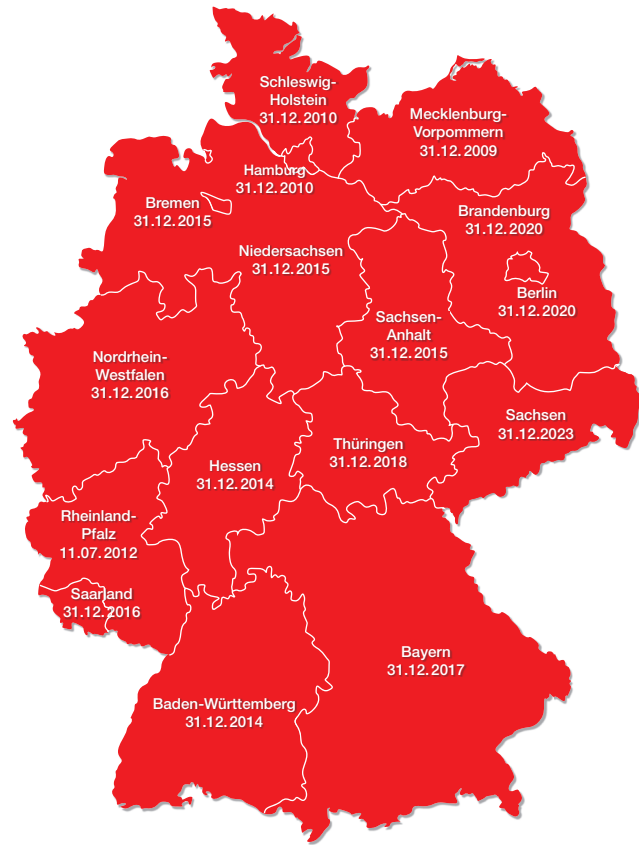 Schleswig-
Holstein
31.12.2010
Mecklenburg-
Vorpommern
31.12.2009
Hamburg
31.12.2010
Bremen
31.12.2015
Brandenburg
31.12.2020
Niedersachsen
31.12.2015
Berlin
31.12.2020
Sachsen-
Anhalt
31.12.2015
Nordrhein-
Westfalen
31.12.2016
Sachsen
31.12.2023
Thüringen
31.12.2018
Hessen
31.12.2014
Rheinland-
Pfalz
11.07.2012
Saarland
31.12.2016
Bayern
31.12.2017
Baden-Württemberg
31.12.2014